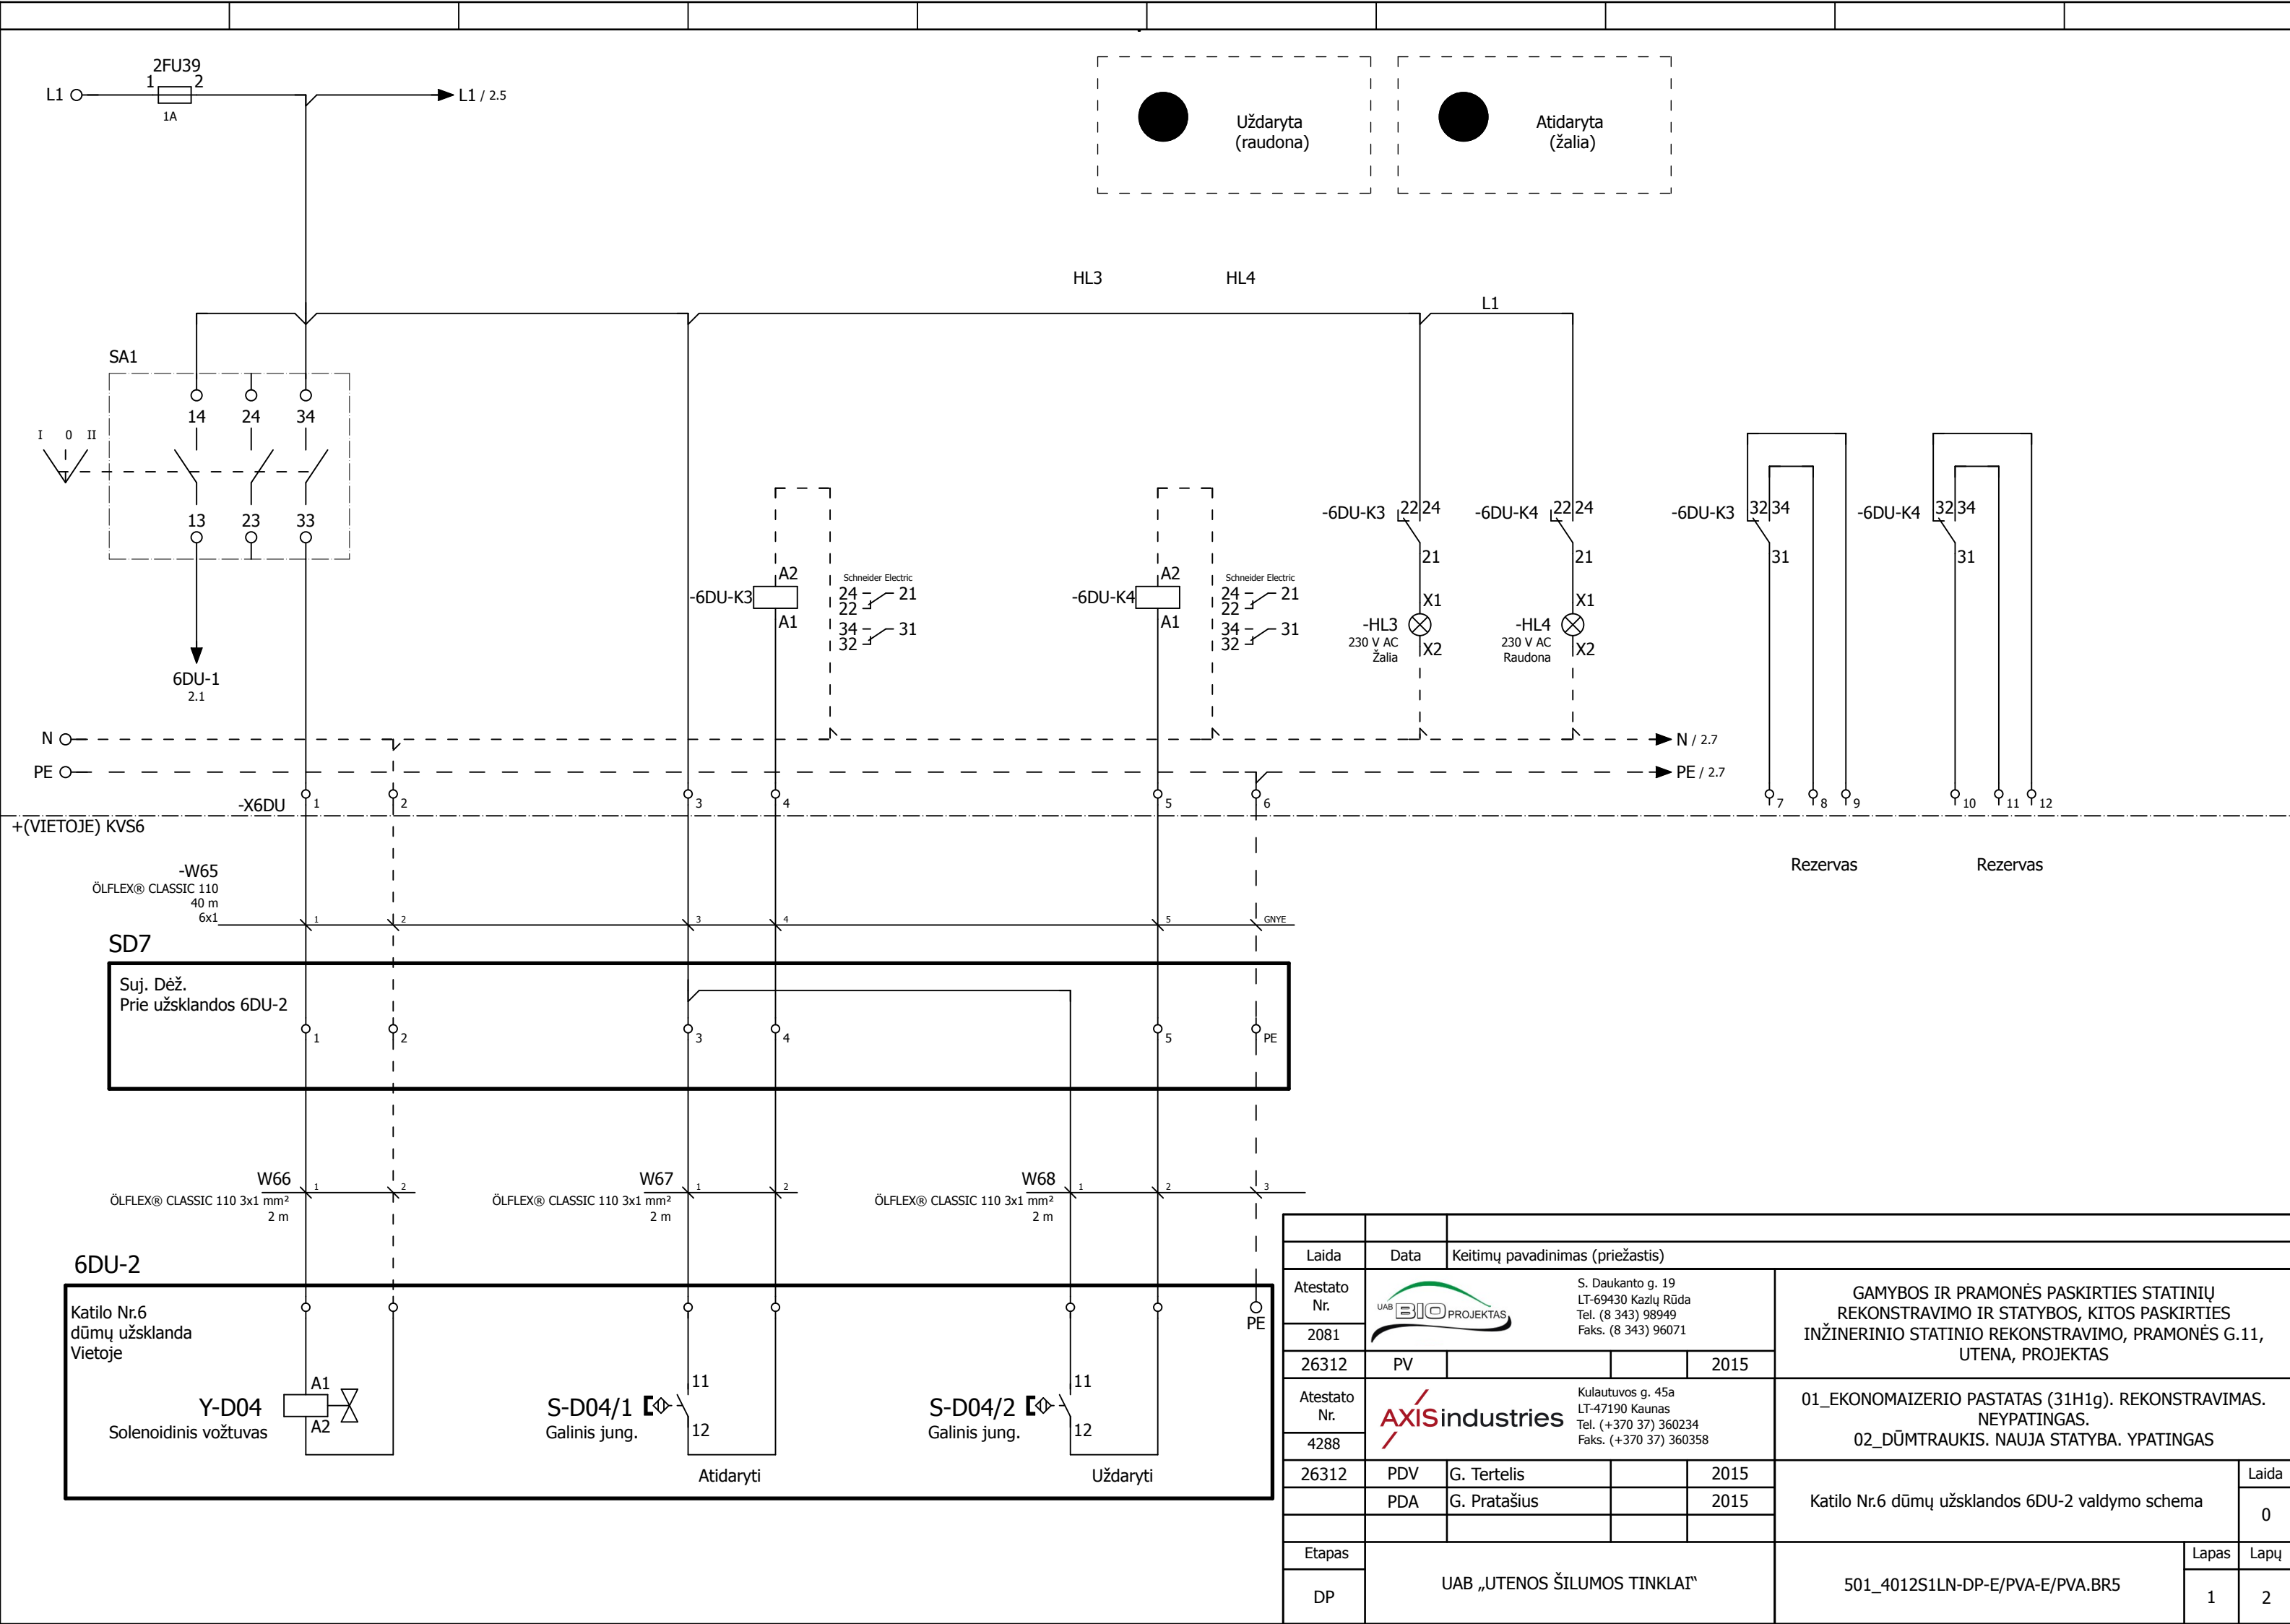 2FU39
1 2
L1
1A
L1 / 2.5
Uždaryta
(raudona)
Atidaryta
(žalia)
HL3 HL4
L1
SA1
14 24 34
I 0 II
13 23 33
6DU-1
2.1
-6DU-K3
A2
A1
Schneider Electric
24 21
22
34 31
32
-6DU-K4
A2
A1
Schneider Electric
24 21
22
34 31
32
-6DU-K3 22 24
21
X1
-HL3
230 V AC
Žalia
X2
-6DU-K4 22 24
21
X1
-HL4
230 V AC
Raudona
X2
-6DU-K3 32 34
31
-6DU-K4 32 34
31
N
N / 2.7
PE
PE / 2.7
-X6DU 1 2 3 4 5 6 7 8 9 10 11 12
+(VIETOJE) KVS6
Rezervas Rezervas
-W65
ÖLFLEX® CLASSIC 110
40 m
6x1
1 2 3 4 5 GNYE
SD7
Suj. Dėž.
Prie užsklandos 6DU-2
1 2 3 4 5 PE
W66
ÖLFLEX® CLASSIC 110 3x1 mm²
2 m
1 2
W67
ÖLFLEX® CLASSIC 110 3x1 mm²
2 m
1 2
W68
ÖLFLEX® CLASSIC 110 3x1 mm²
2 m
1 2 3
6DU-2
Katilo Nr.6
dūmų užsklanda
Vietoje
PE
Y-D04
Solenoidinis vožtuvas
A1
A2
S-D04/1
Galinis jung.
11
12
Atidaryti
S-D04/2
Galinis jung.
11
12
Uždaryti
Laida Data Keitimų pavadinimas (priežastis)
Atestato
Nr.
2081
UAB BIO PROJEKTAS
S. Daukanto g. 19
LT-69430 Kazlų Rūda
Tel. (8 343) 98949
Faks. (8 343) 96071
GAMYBOS IR PRAMONĖS PASKIRTIES STATINIŲ
REKONSTRAVIMO IR STATYBOS, KITOS PASKIRTIES
INŽINERINIO STATINIO REKONSTRAVIMO, PRAMONĖS G.11,
UTENA, PROJEKTAS
26312 PV 2015
Atestato
Nr.
4288
AXIS industries
Kulautuvos g. 45a
LT-47190 Kaunas
Tel. (+370 37) 360234
Faks. (+370 37) 360358
01_EKONOMAIZERIO PASTATAS (31H1g). REKONSTRAVIMAS.
NEYPATINGAS.
02_DŪMTRAUKIS. NAUJA STATYBA. YPATINGAS
26312 PDV G. Tertelis 2015
PDA G. Pratašius 2015
Katilo Nr.6 dūmų užsklandos 6DU-2 valdymo schema
Laida
0
Etapas
DP
UAB „UTENOS ŠILUMOS TINKLAI“
501_4012S1LN-DP-E/PVA-E/PVA.BR5
Lapas Lapų
1 2